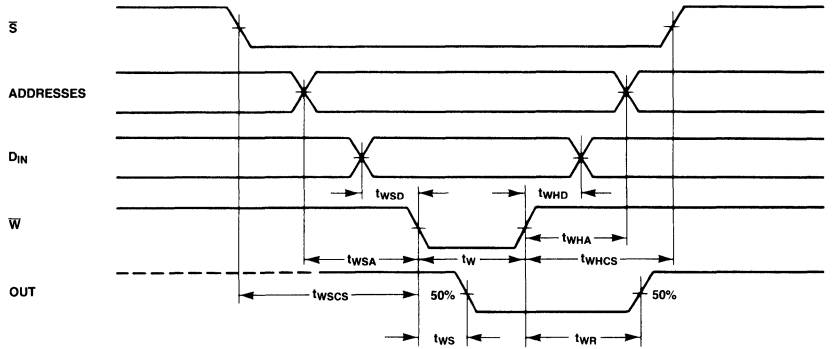 S̅
ADDRESSES
DIN
tWSD
tWHD
W̅
tWHA
tWSA
tW
tWHCS
OUT
tWSCS
50%
50%
tWS
tWR